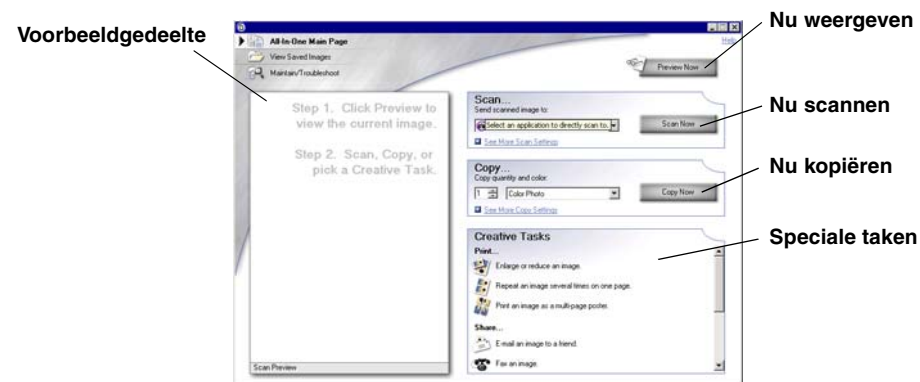 Voorbeeldgedeelte
Nu weergeven
Nu scannen
Nu kopiëren
Speciale taken
All-In-One Main Page
View Saved Images
Maintain/Troubleshoot
Help
Preview Now
Step 1. Click Preview to
view the current image.
Step 2. Scan, Copy, or
pick a Creative Task.
Scan Preview
Scan...
Send scanned image to:
Select an application to directly scan to.
Scan Now
See More Scan Settings
Copy...
Copy quantity and color:
1
Color Photo
Copy Now
See More Copy Settings
Creative Tasks
Print...
Enlarge or reduce an image.
Repeat an image several times on one page.
Print an image as a multi-page poster.
Share...
E-mail an image to a friend.
Fax an image.